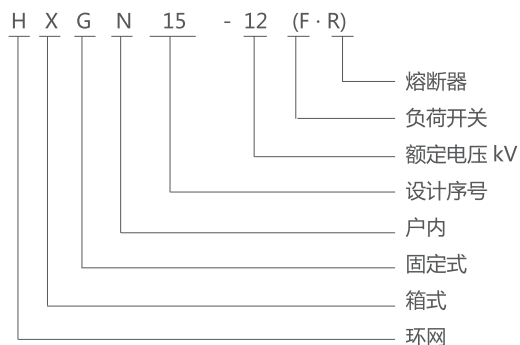 H X G N 15 - 12 (F · R)
熔断器
负荷开关
额定电压 kV
设计序号
户内
固定式
箱式
环网